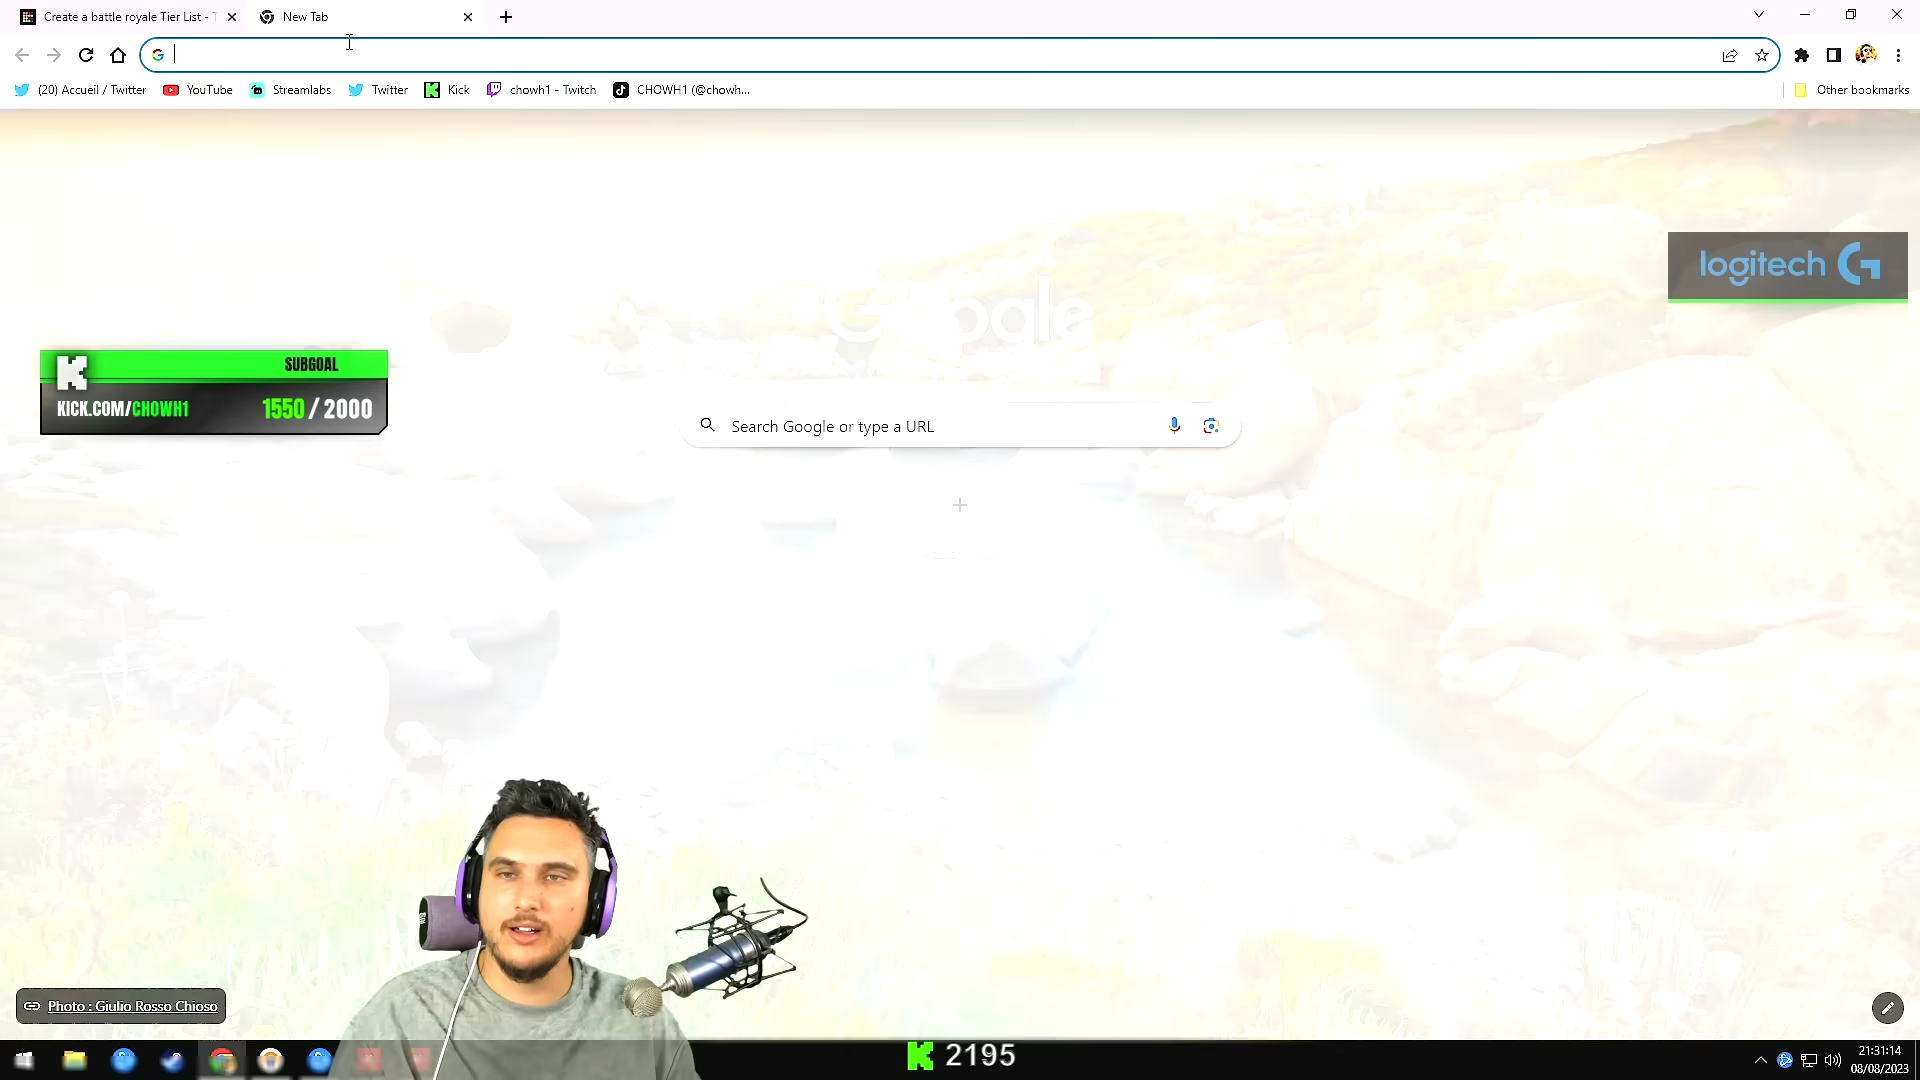 Create a battle royale Tier List - T
New Tab
(20) Accueil / Twitter
YouTube
Streamlabs
Twitter
Kick
chowh1 - Twitch
CHOWH1 (@chowh...
Other bookmarks
logitech G
Google
SUBGOAL
KICK.COM/CHOWH1
1550 / 2000
Search Google or type a URL
Photo : Giulio Rosso Chioso
K 2195
21:31:14
08/08/2023